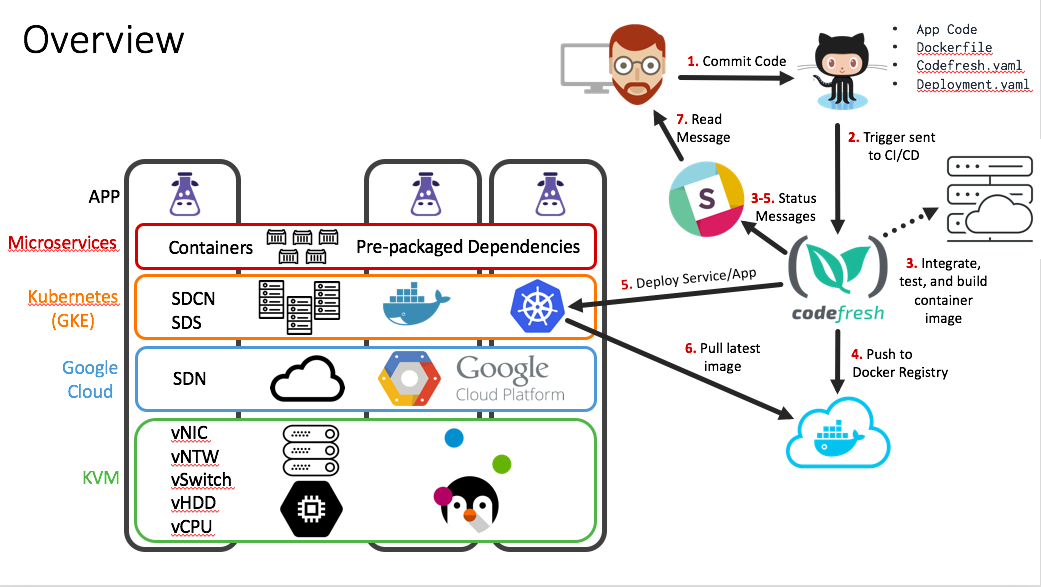 Overview
1. Commit Code
• App Code
• Dockerfile
• Codefresh.yaml
• Deployment.yaml
7. Read
Message
2. Trigger sent
to CI/CD
S
3-5. Status
Messages
APP
Microservices
Containers
Pre-packaged Dependencies
Kubernetes
(GKE)
SDCN
SDS
5. Deploy Service/App
codefresh
3. Integrate,
test, and build
container
image
Google
Cloud
SDN
Google
Cloud Platform
6. Pull latest
image
4. Push to
Docker Registry
KVM
vNIC
vNTW
vSwitch
vHDD
vCPU